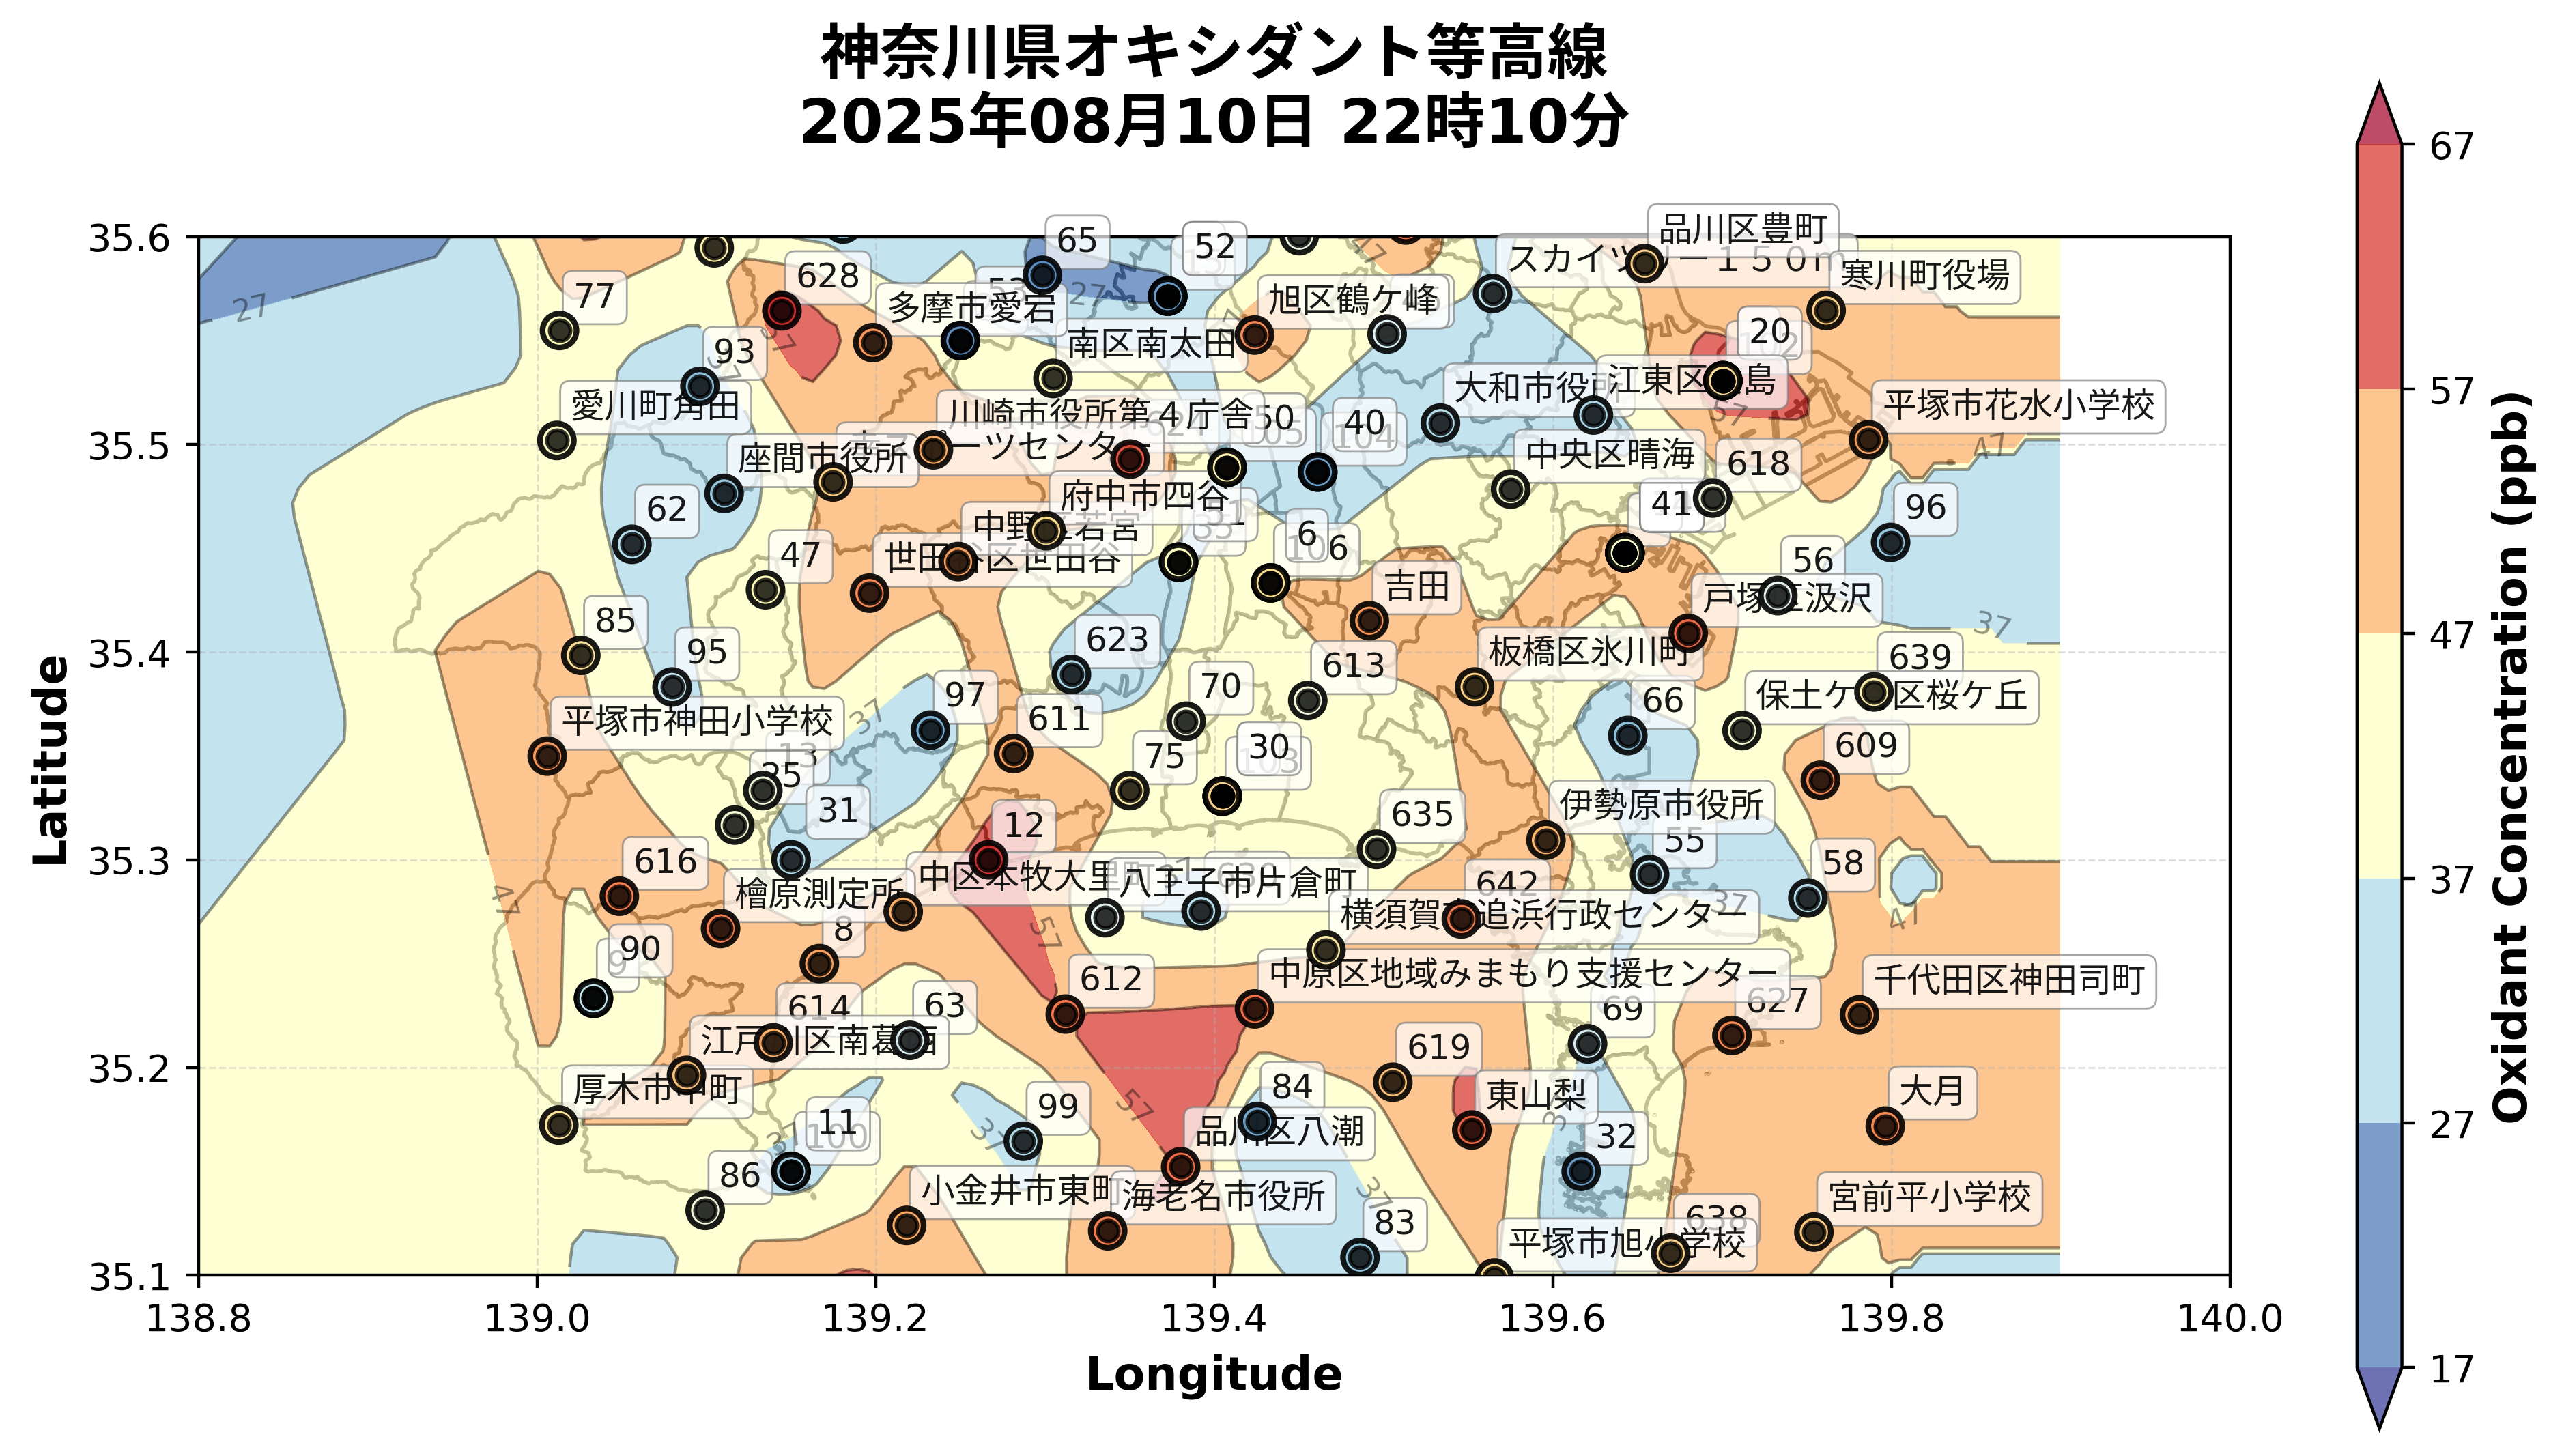 神奈川県オキシダント等高線
2025年08月10日 22時10分
品川区豊町
65
52
スカイツリー１５０m
寒川町役場
628
77
53
27
27
多摩市愛宕
旭区鶴ケ峰
南区南太田
20
102
93
大和市役所
江東区
島
愛川町角田
川崎市役所第４庁舎
50
40
104
平塚市花水小学校
57
47
座間市役所
ーツセンター
中央区晴海
618
府中市四谷
62
41
96
中野区若宮
6
106
47
世田谷区世田谷
56
吉田
戸塚区汲沢
37
85
95
623
板橋区氷川町
613
639
70
保土ケ谷区桜ケ丘
97
66
平塚市神田小学校
37
611
13
25
75
30
103
609
31
12
635
伊勢原市役所
55
616
58
中区本牧大里町
八王子市片倉町
檜原測定所
642
47
57
横須賀市追浜行政センター
37
47
8
90
9
612
中原区地域みまもり支援センター
千代田区神田司町
614
63
69
627
江戸川区南葛西
619
厚木市中町
84
東山梨
大月
57
99
37
11
100
37
品川区八潮
32
86
小金井市東町
海老名市役所
37
宮前平小学校
83
638
平塚市旭小学校
35.6
35.5
35.4
35.3
35.2
35.1
138.8
139.0
139.2
139.4
139.6
139.8
140.0
Longitude
Latitude
67
57
47
37
27
17
Oxidant Concentration (ppb)